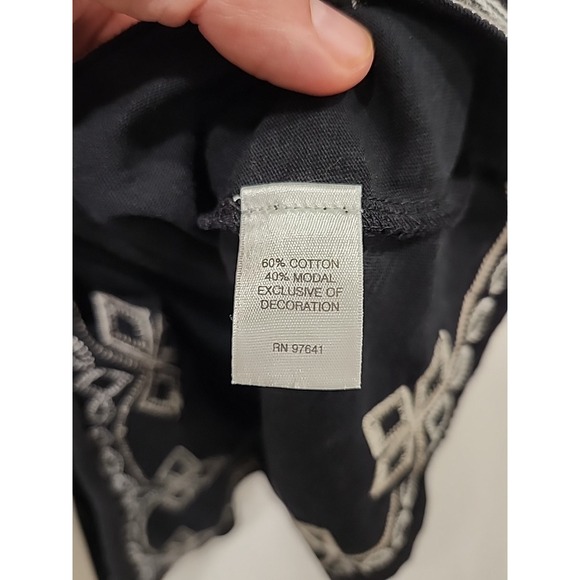 60% COTTON
40% MODAL
EXCLUSIVE OF
DECORATION
RN 97641